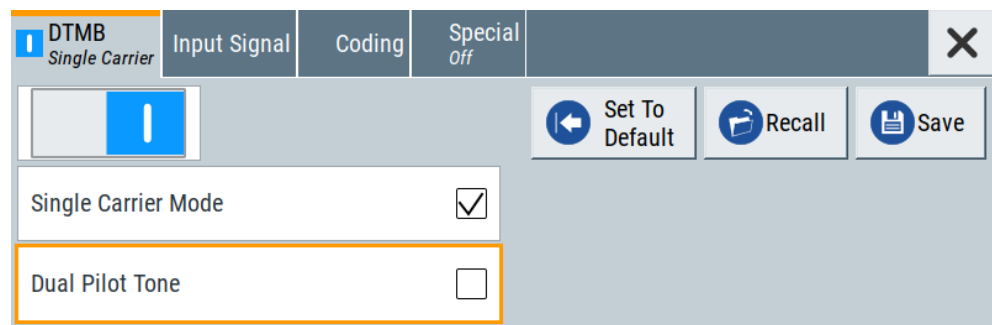 DTMB
Single Carrier
Input Signal
Coding
Special
Off
Set To
Default
Recall
Save
Single Carrier Mode
Dual Pilot Tone